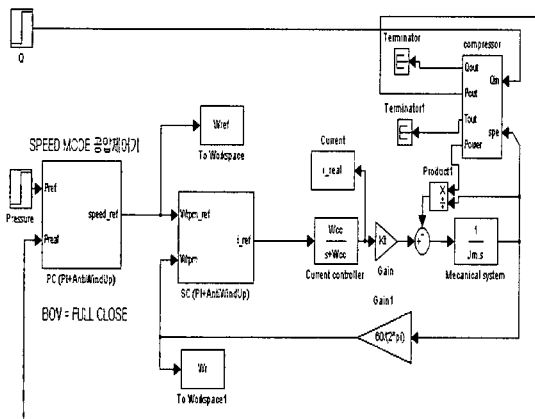 Q
Terminator
compressor
Qout
Qin
Pout
Terminator1
Tout
spe
Power
SPEED MODE 공압제어기
Wref
To Workspace
Current
i_real
Product1
Pref
speed_ref
Pressure
Preal
PC (PI+AntiWindUp)
Wrpm_ref
i_ref
Wrpm
SC (PI+AntiWindUp)
Wcc
s+Wcc
Current controller
Kt
Gain
1
Jm.s
Mecanical system
BOV = FULL CLOSE
Gain1
60/(2*pi)
Wr
To Workspace1